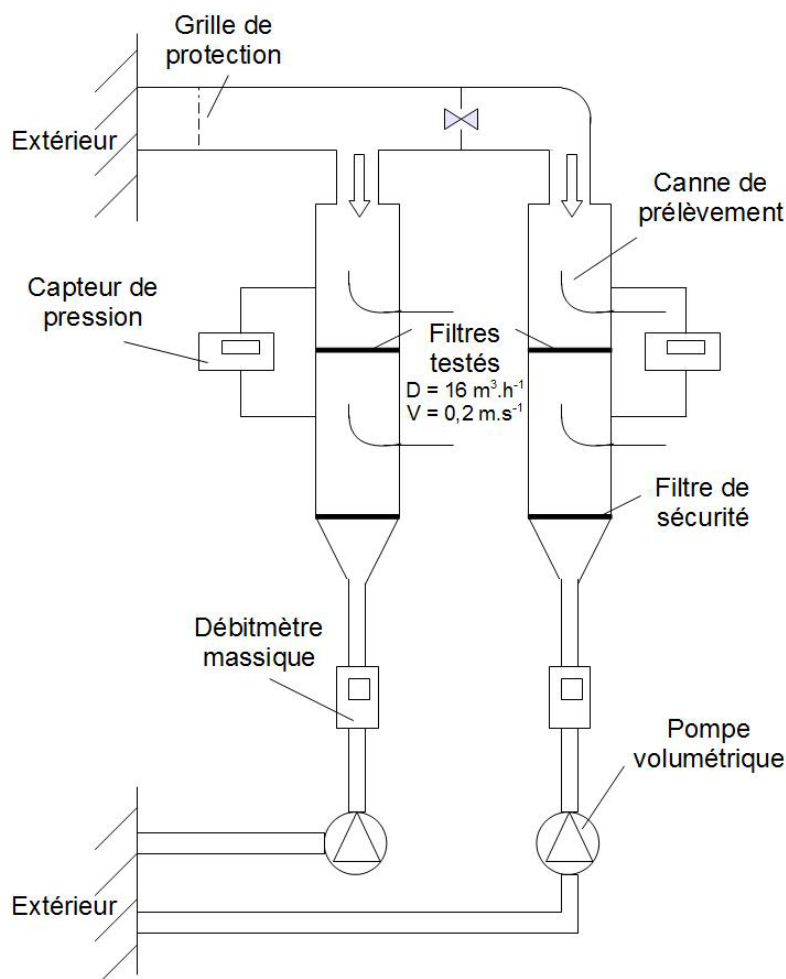 Grille de
protection
Extérieur
Canne de
prélèvement
Capteur de
pression
Filtres
testés
D = 16 m³.h⁻¹
V = 0,2 m.s⁻¹
Filtre de
sécurité
Débitmètre
massique
Pompe
volumétrique
Extérieur